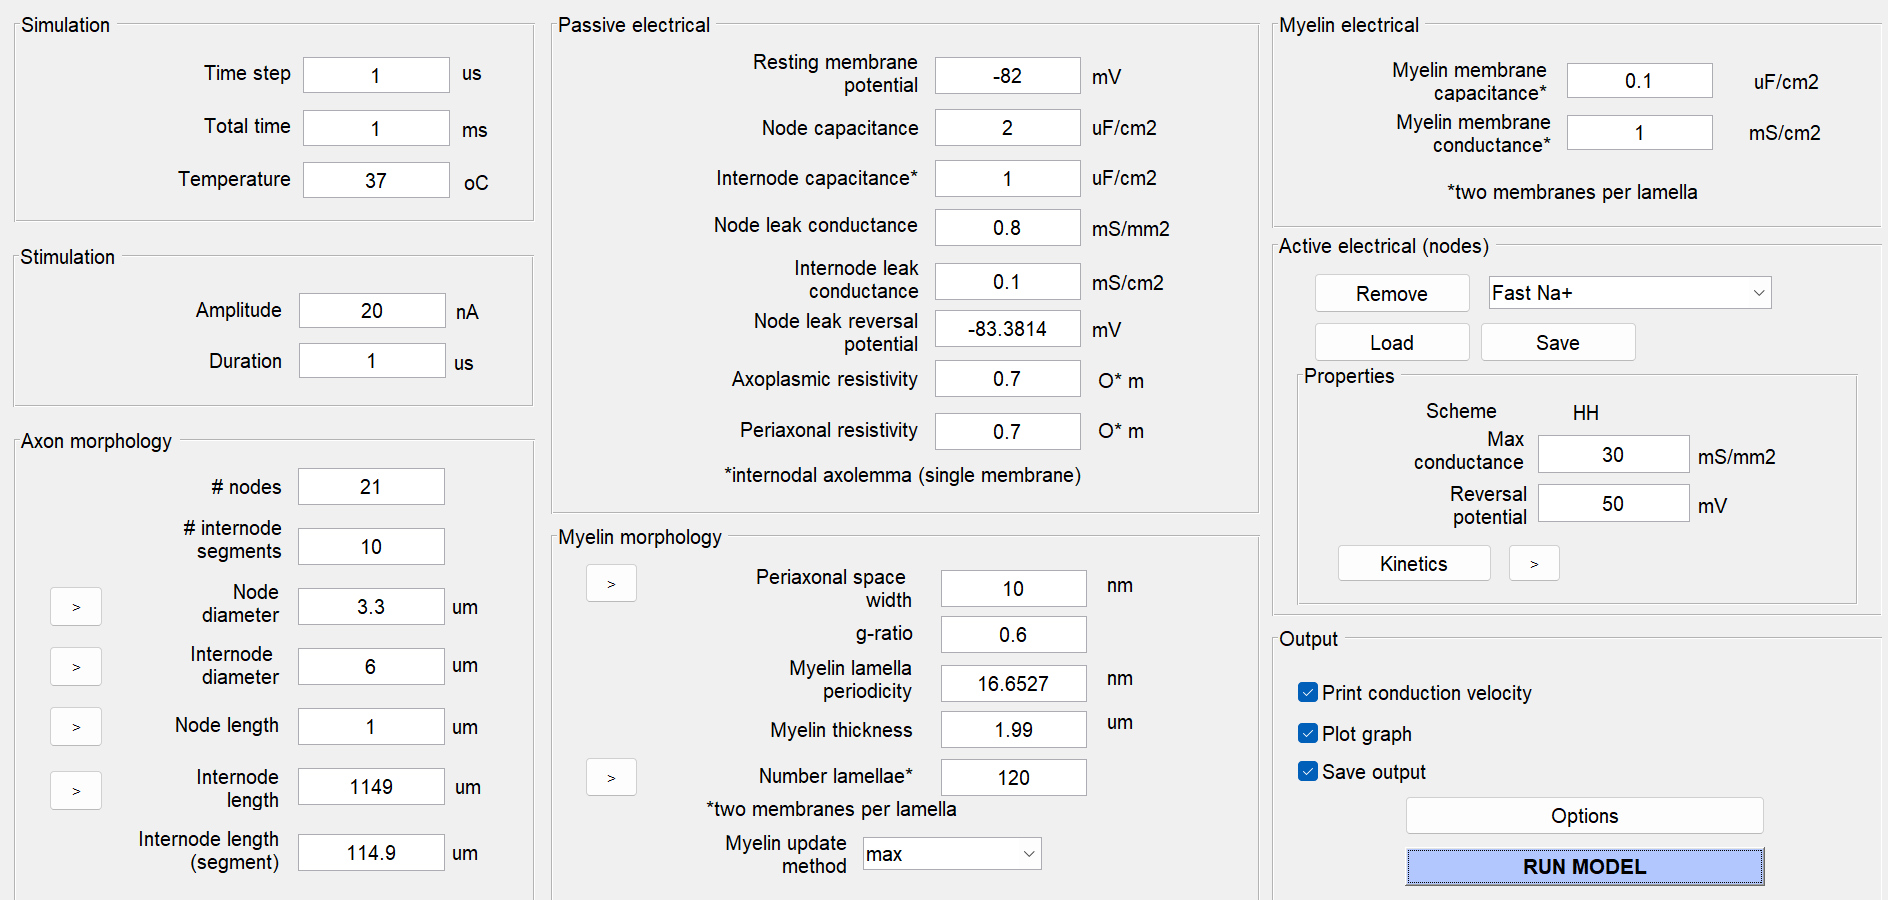 Simulation
Time step 1 us
Total time 1 ms
Temperature 37 oC
Stimulation
Amplitude 20 nA
Duration 1 us
Axon morphology
# nodes 21
# internode
segments 10
> Node
diameter 3.3 um
> Internode
diameter 6 um
> Node length 1 um
> Internode
length 1149 um
Internode length
(segment) 114.9 um
Passive electrical
Resting membrane
potential -82 mV
Node capacitance 2 uF/cm2
Internode capacitance* 1 uF/cm2
Node leak conductance 0.8 mS/mm2
Internode leak
conductance 0.1 mS/cm2
Node leak reversal
potential -83.3814 mV
Axoplasmic resistivity 0.7 O* m
Periaxonal resistivity 0.7 O* m
*internodal axolemma (single membrane)
Myelin morphology
> Periaxonal space
width 10 nm
g-ratio 0.6
Myelin lamella
periodicity 16.6527 nm
Myelin thickness 1.99 um
> Number lamellae* 120
*two membranes per lamella
Myelin update
method max
Myelin electrical
Myelin membrane
capacitance* 0.1 uF/cm2
Myelin membrane
conductance* 1 mS/cm2
*two membranes per lamella
Active electrical (nodes)
Remove Fast Na+
Load Save
Properties
Scheme HH
Max
conductance 30 mS/mm2
Reversal
potential 50 mV
Kinetics >
Output
Print conduction velocity
Plot graph
Save output
Options
RUN MODEL